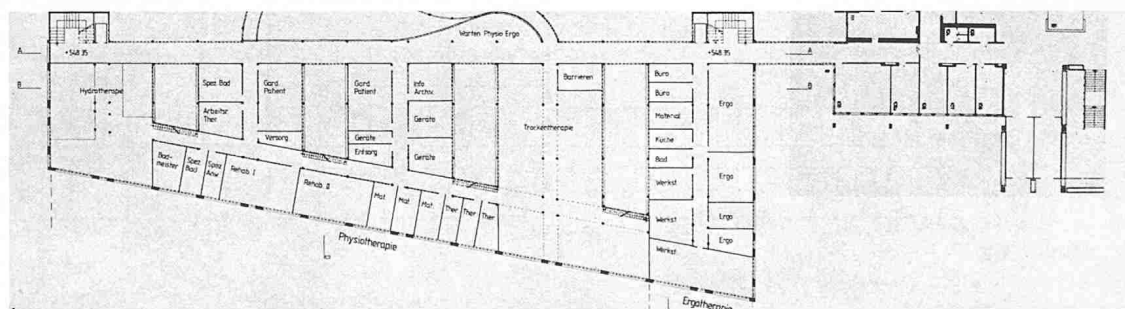 Warten Physio Ergo
+548.35
+548.35
A
A
B
B
Hydrotherapie
Spez. Bad
Arbeitsr
Ther
Gard
Patient
Versorg
Gard
Patient
Geräte
Entsorg
Info
Archiv
Geräte
Geräte
Trockentherapie
Barrieren
Büro
Büro
Material
Küche
Bad
Werkst
Werkst
Werkst
Ergo
Ergo
Ergo
Ergo
Bad-
meister
Spez
Bad
Spez
Anw
Rehab. I
Rehab. II
Mat
Mat
Mat
Ther
Ther
Ther
Physiotherapie
Ergotherapie